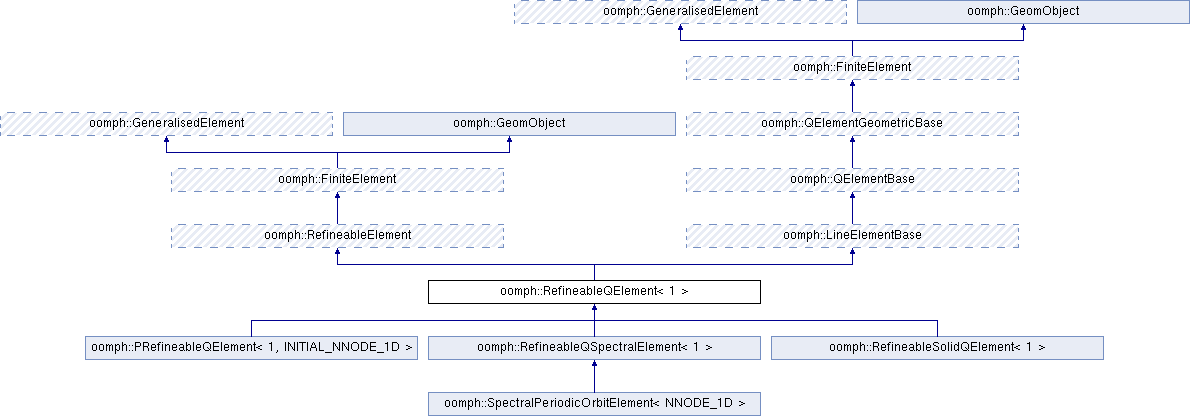 oomph::GeneralisedElement
oomph::GeomObject
oomph::FiniteElement
oomph::GeneralisedElement
oomph::GeomObject
oomph::QElementGeometricBase
oomph::FiniteElement
oomph::QElementBase
oomph::RefineableElement
oomph::LineElementBase
oomph::RefineableQElement< 1 >
oomph::PRefineableQElement< 1, INITIAL_NNODE_1D >
oomph::RefineableQSpectralElement< 1 >
oomph::RefineableSolidQElement< 1 >
oomph::SpectralPeriodicOrbitElement< NNODE_1D >